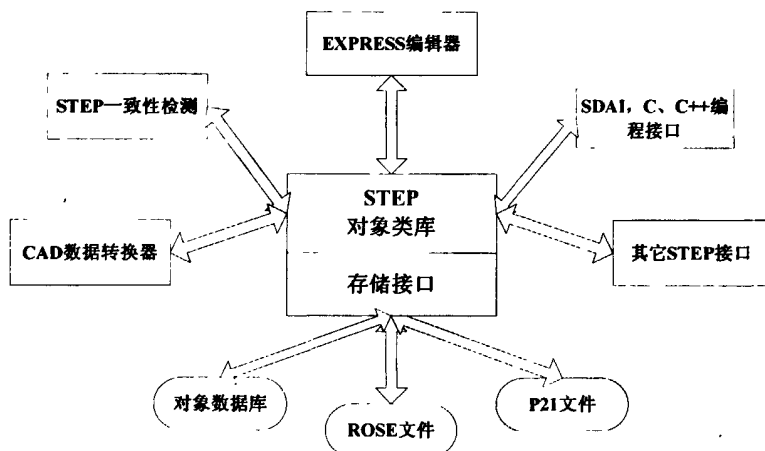 EXPRESS编辑器
STEP一致性检测
SDAI，C、C++编
程接口
STEP
对象类库
CAD数据转换器
其它STEP接口
存储接口
对象数据库
ROSE文件
P21文件